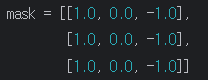 mask = [[1.0, 0.0, -1.0],
[1.0, 0.0, -1.0],
[1.0, 0.0, -1.0]]